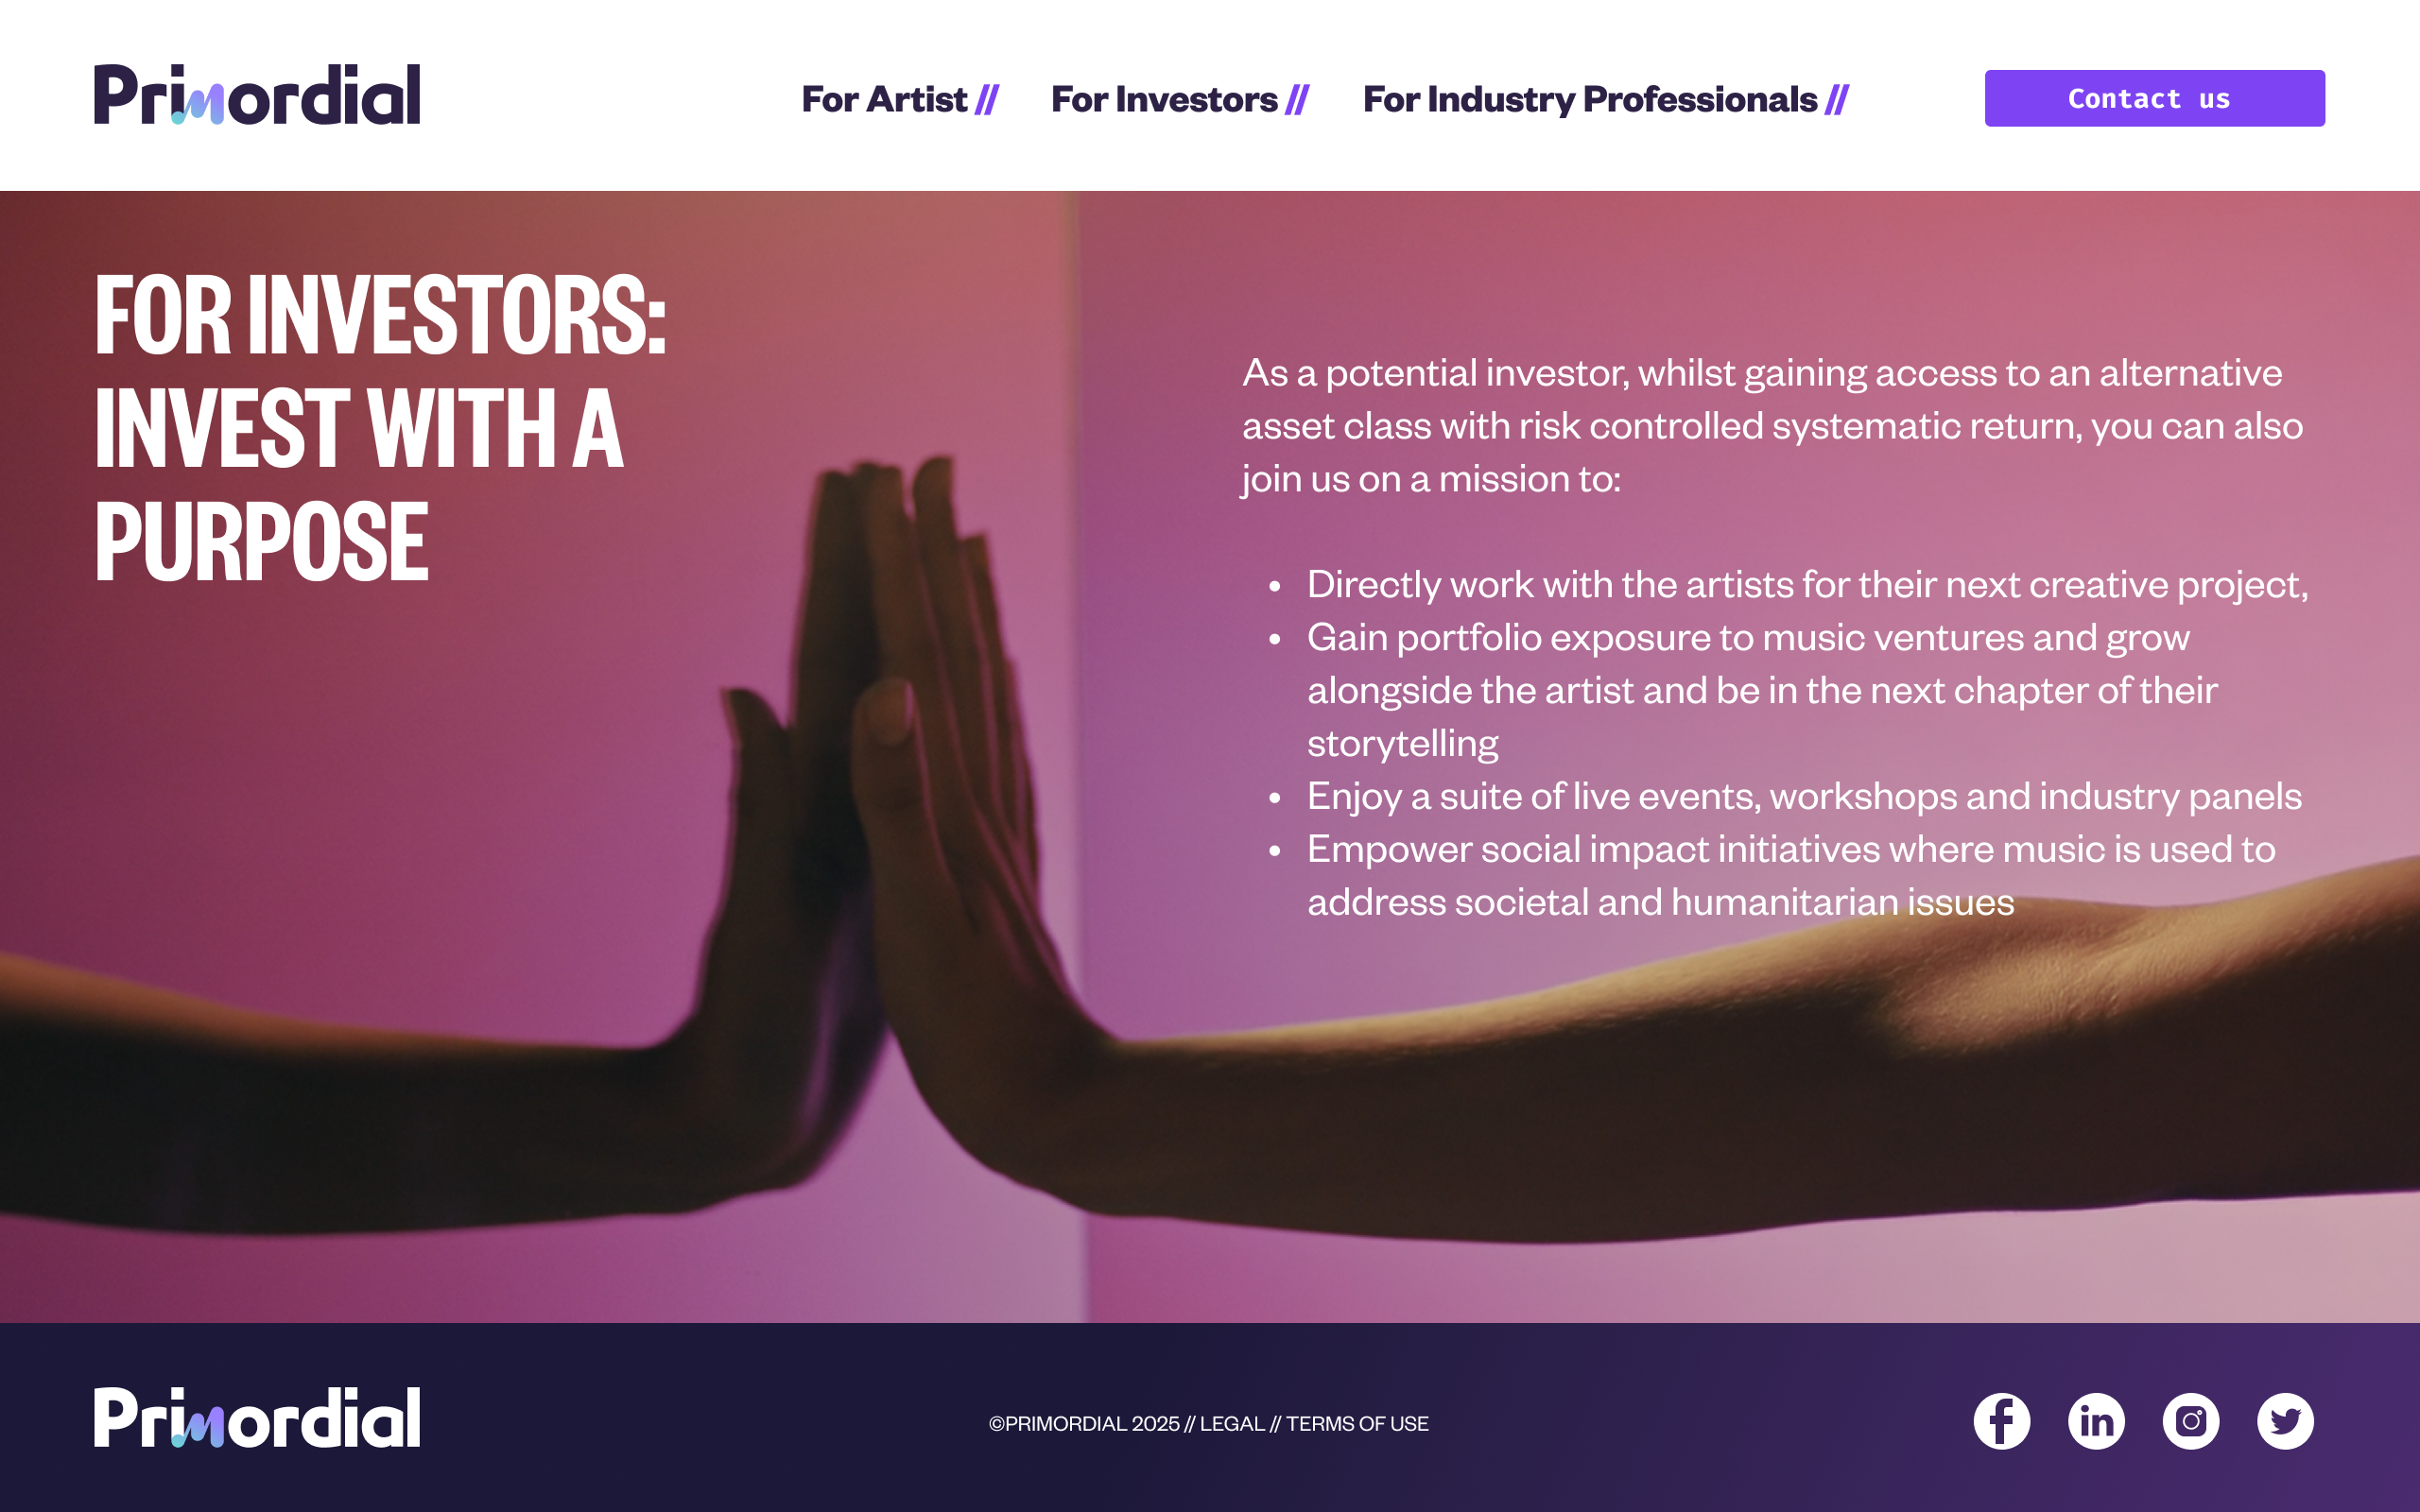 Primordial
For Artist //
For Investors //
For Industry Professionals //
Contact us
FOR INVESTORS:
INVEST WITH A
PURPOSE
As a potential investor, whilst gaining access to an alternative
asset class with risk controlled systematic return, you can also
join us on a mission to:
• Directly work with the artists for their next creative project,
• Gain portfolio exposure to music ventures and grow
alongside the artist and be in the next chapter of their
storytelling
• Enjoy a suite of live events, workshops and industry panels
• Empower social impact initiatives where music is used to
address societal and humanitarian issues
Primordial
©PRIMORDIAL 2025 // LEGAL // TERMS OF USE